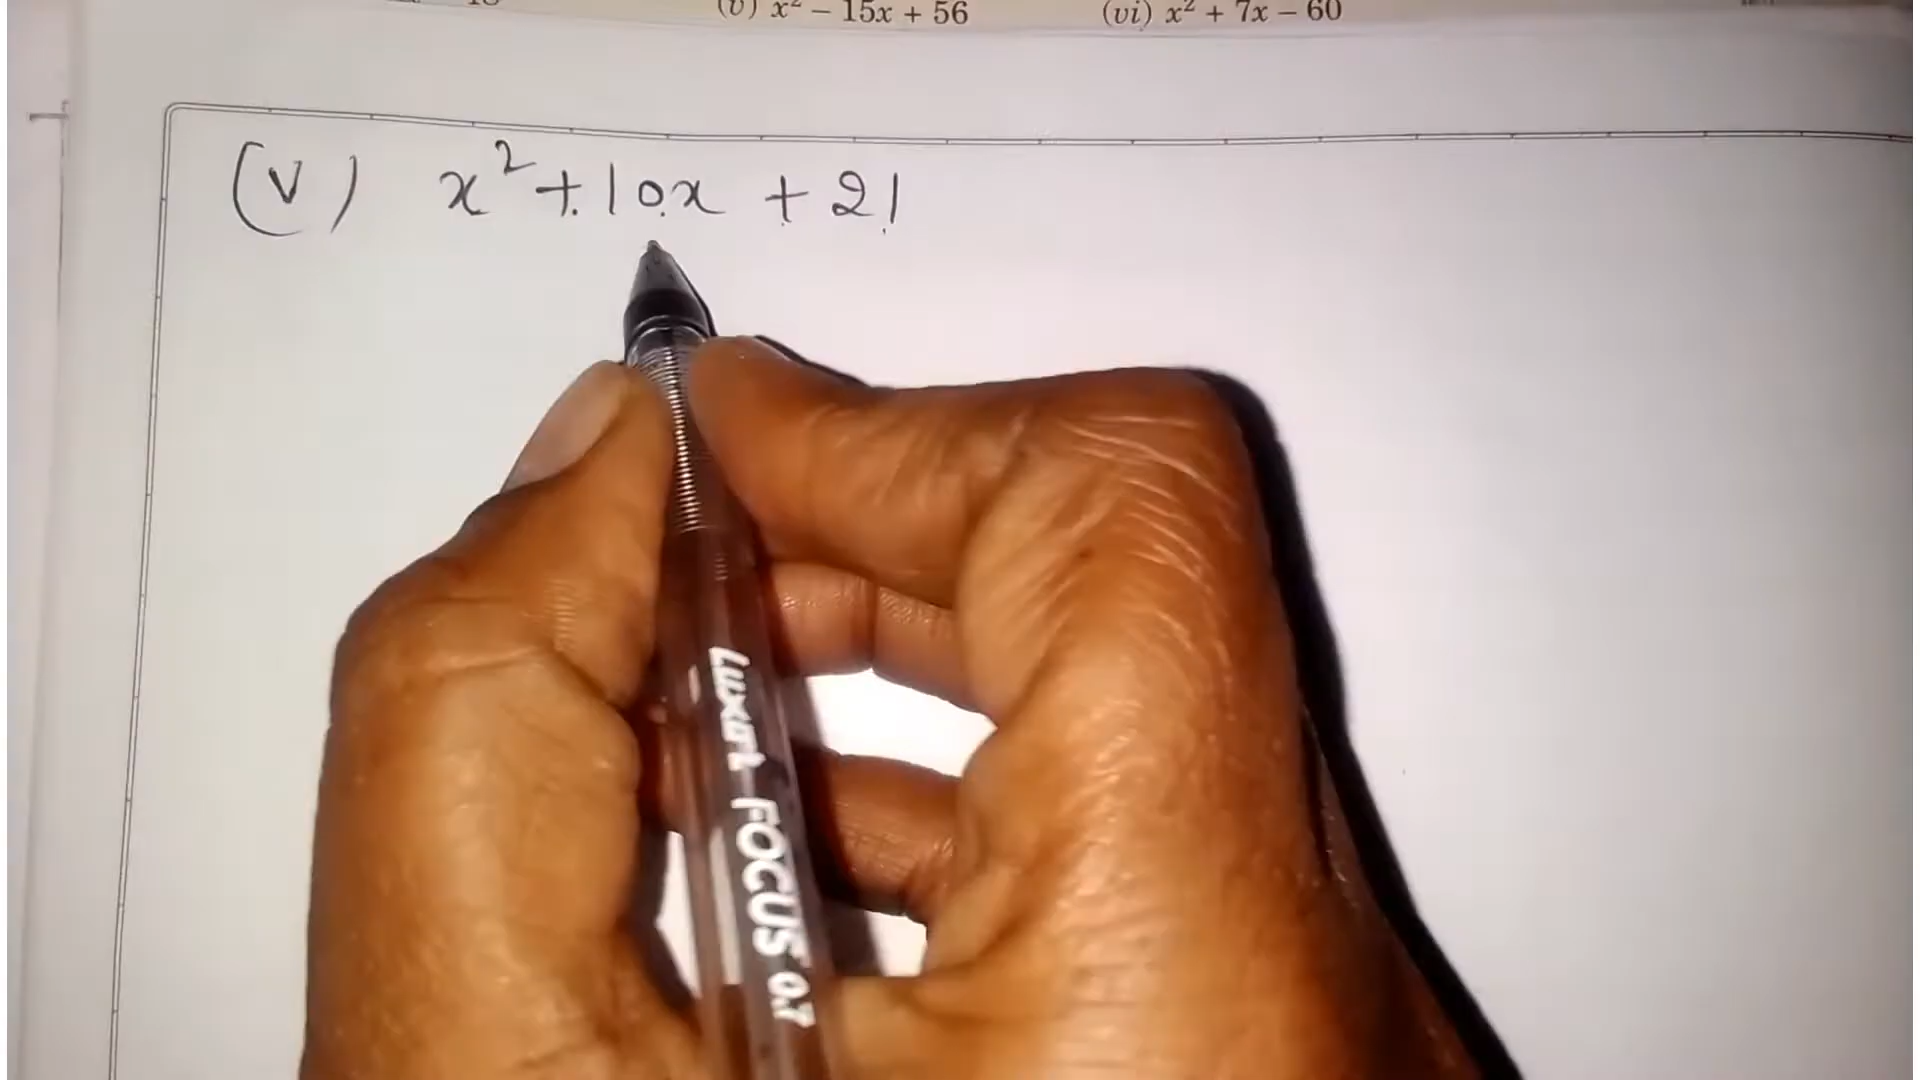 (v) x² − 15x + 56 (vi) x² + 7x − 60
(V) x² + 10x + 21
Luxor FOCUS 0.7